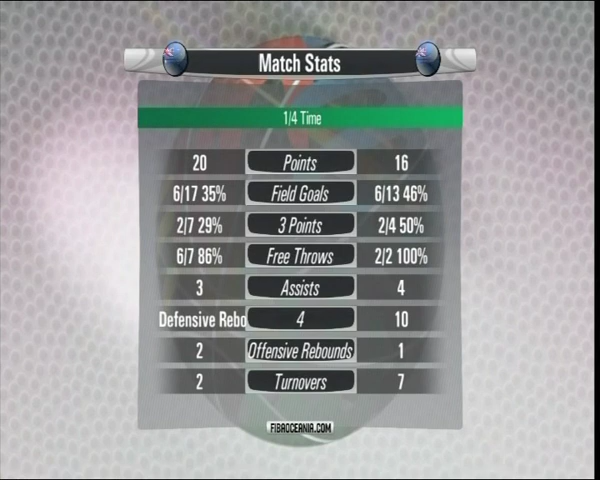 Match Stats
1/4 Time
20 Points 16
6/17 35% Field Goals 6/13 46%
2/7 29% 3 Points 2/4 50%
6/7 86% Free Throws 2/2 100%
3 Assists 4
Defensive Rebo 4 10
2 Offensive Rebounds 1
2 Turnovers 7
FIBAOCEANIA.COM